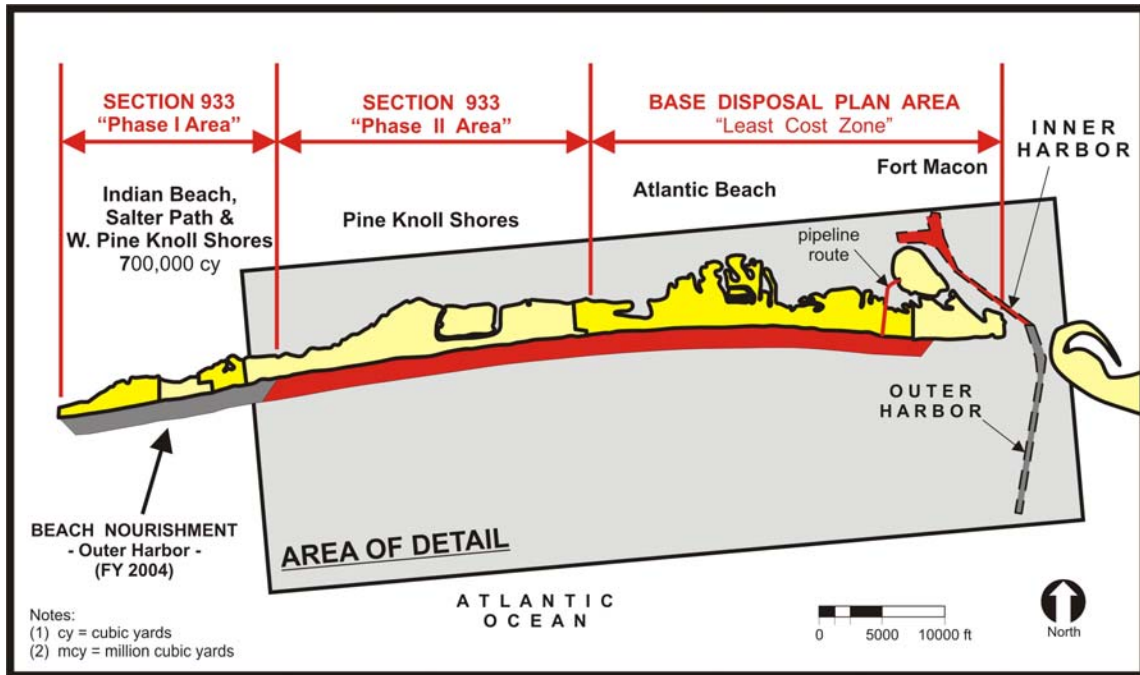 SECTION 933
“Phase I Area”
SECTION 933
“Phase II Area”
BASE DISPOSAL PLAN AREA
“Least Cost Zone”
INNER
HARBOR
Indian Beach,
Salter Path &
W. Pine Knoll Shores
700,000 cy
Pine Knoll Shores
Atlantic Beach
Fort Macon
pipeline
route
OUTER
HARBOR
BEACH NOURISHMENT
- Outer Harbor -
(FY 2004)
AREA OF DETAIL
ATLANTIC
OCEAN
Notes:
(1) cy = cubic yards
(2) mcy = million cubic yards
0 5000 10000 ft
North